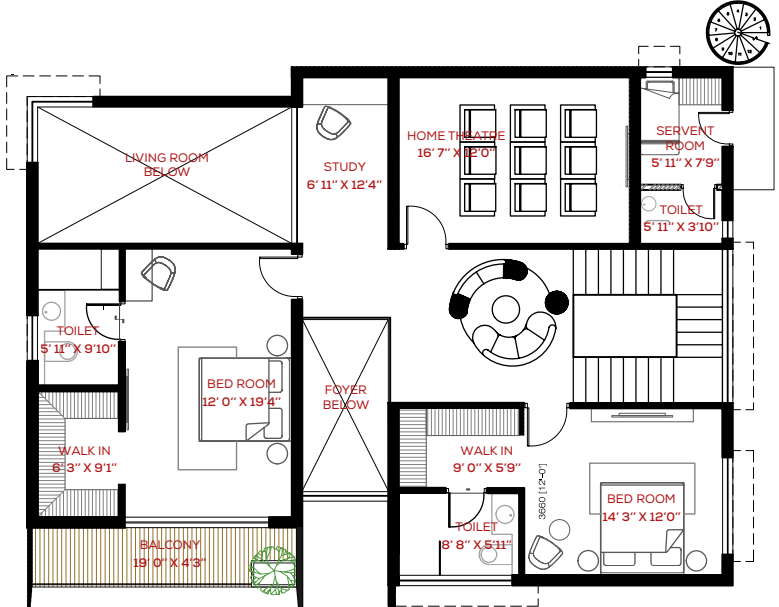 HOME THEATRE
16' 7" X 12'0"
SERVENT
ROOM
5' 11" X 7'9"
LIVING ROOM
BELOW
STUDY
6' 11" X 12'4"
TOILET
5' 11" X 3'10"
TOILET
5' 11" X 9'10"
BED ROOM
12' 0" X 19'4"
FOYER
BELOW
WALK IN
6' 3" X 9'1"
WALK IN
9' 0" X 5'9"
3660 [12'-0"]
BED ROOM
14' 3" X 12'0"
TOILET
8' 8" X 5'11"
BALCONY
19' 0" X 4'3"